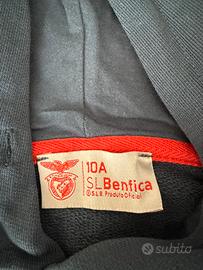 10A
SLBenfica
© S.L.B. Produto Oficial
subito